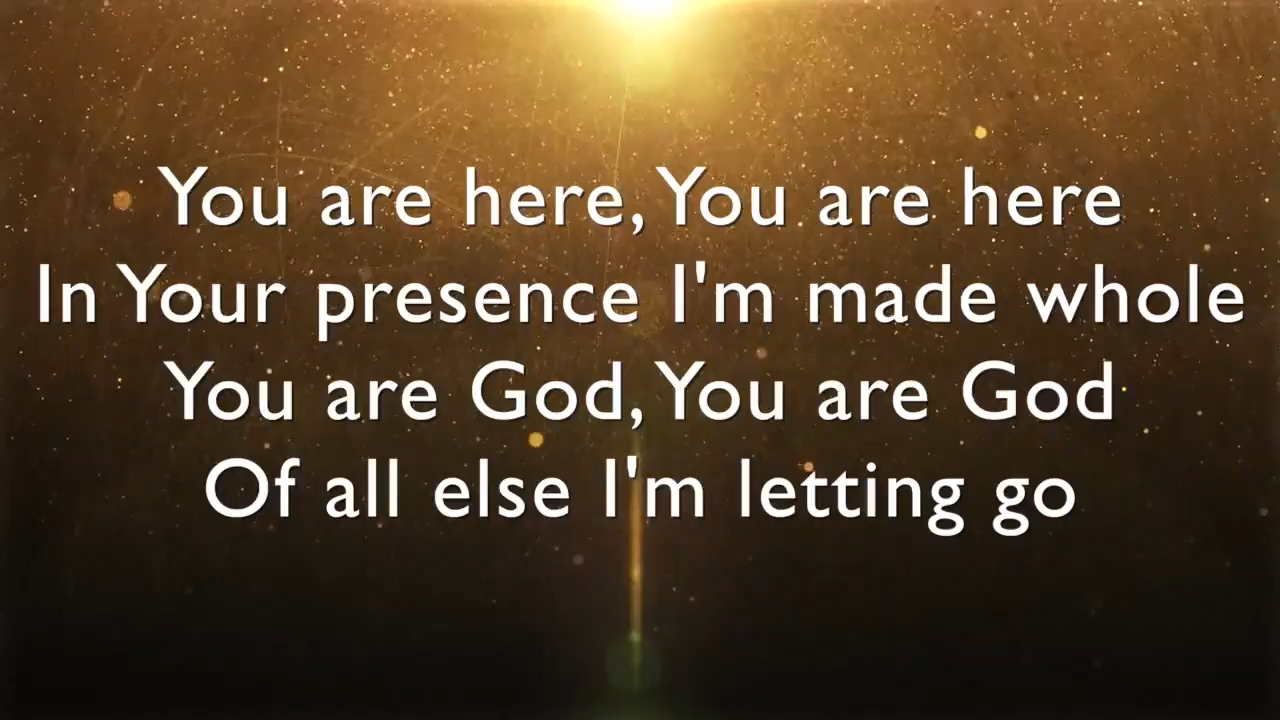 You are here, You are here
In Your presence I'm made whole
You are God, You are God
Of all else I'm letting go